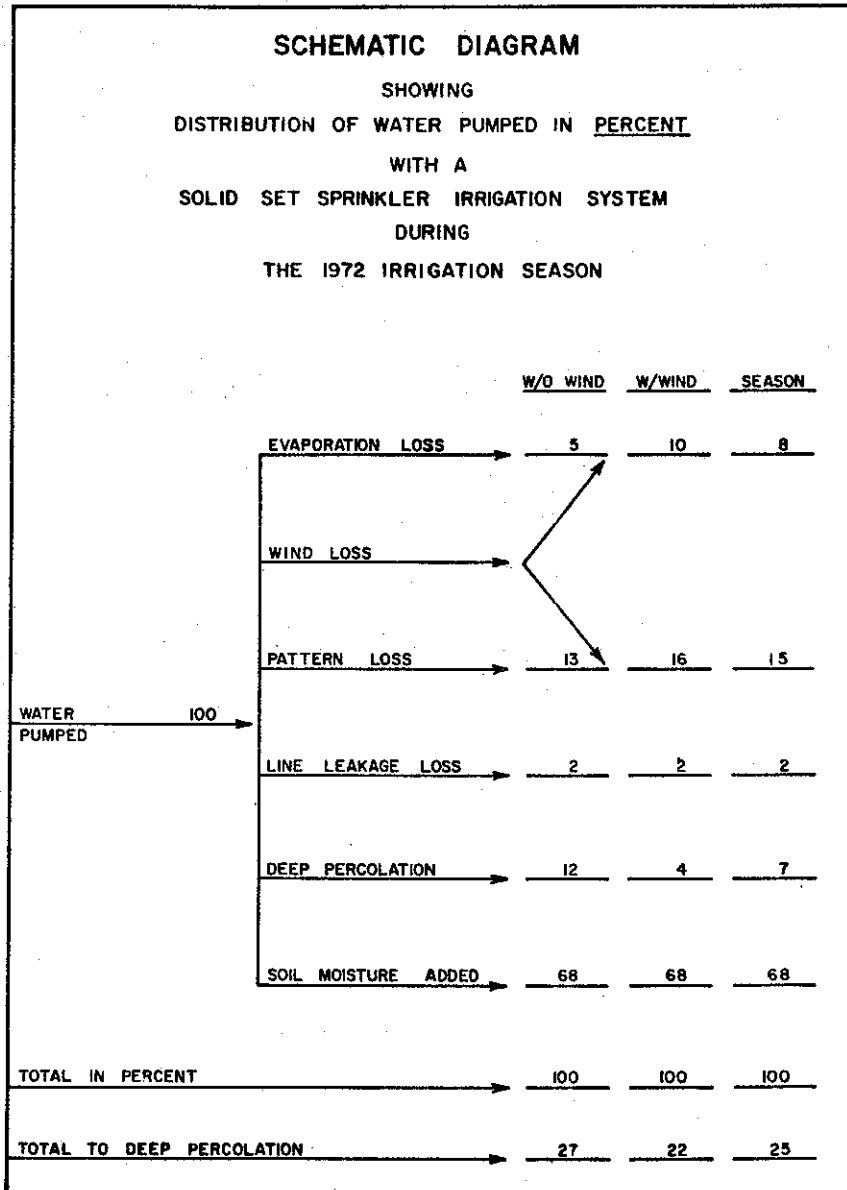 SCHEMATIC DIAGRAM
SHOWING
DISTRIBUTION OF WATER PUMPED IN PERCENT
WITH A
SOLID SET SPRINKLER IRRIGATION SYSTEM
DURING
THE 1972 IRRIGATION SEASON
W/O WIND W/WIND SEASON
EVAPORATION LOSS 5 10 8
WIND LOSS
PATTERN LOSS 13 16 15
WATER 100
PUMPED
LINE LEAKAGE LOSS 2 2 2
DEEP PERCOLATION 12 4 7
SOIL MOISTURE ADDED 68 68 68
TOTAL IN PERCENT 100 100 100
TOTAL TO DEEP PERCOLATION 27 22 25